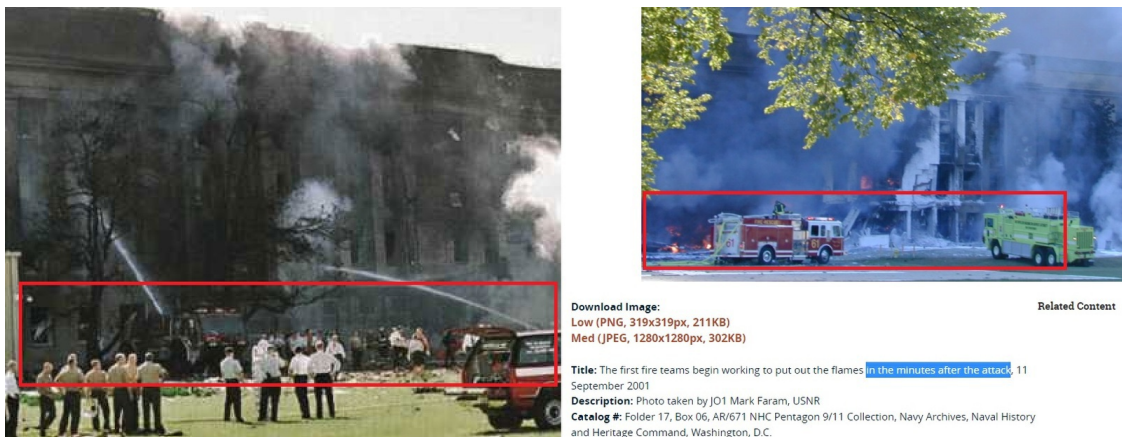 61
61
Download Image:
Related Content
Low (PNG, 319x319px, 211KB)
Med (JPEG, 1280x1280px, 302KB)
Title: The first fire teams begin working to put out the flames in the minutes after the attack, 11
September 2001
Description: Photo taken by JO1 Mark Faram, USNR
Catalog #: Folder 17, Box 06, AR/671 NHC Pentagon 9/11 Collection, Navy Archives, Naval History
and Heritage Command, Washington, D.C.